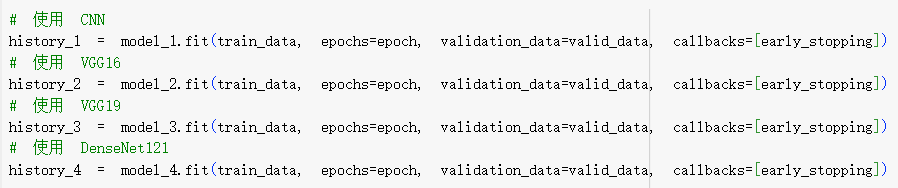 # 使用 CNN
history_1 = model_1.fit(train_data, epochs=epoch, validation_data=valid_data, callbacks=[early_stopping])
# 使用 VGG16
history_2 = model_2.fit(train_data, epochs=epoch, validation_data=valid_data, callbacks=[early_stopping])
# 使用 VGG19
history_3 = model_3.fit(train_data, epochs=epoch, validation_data=valid_data, callbacks=[early_stopping])
# 使用 DenseNet121
history_4 = model_4.fit(train_data, epochs=epoch, validation_data=valid_data, callbacks=[early_stopping])